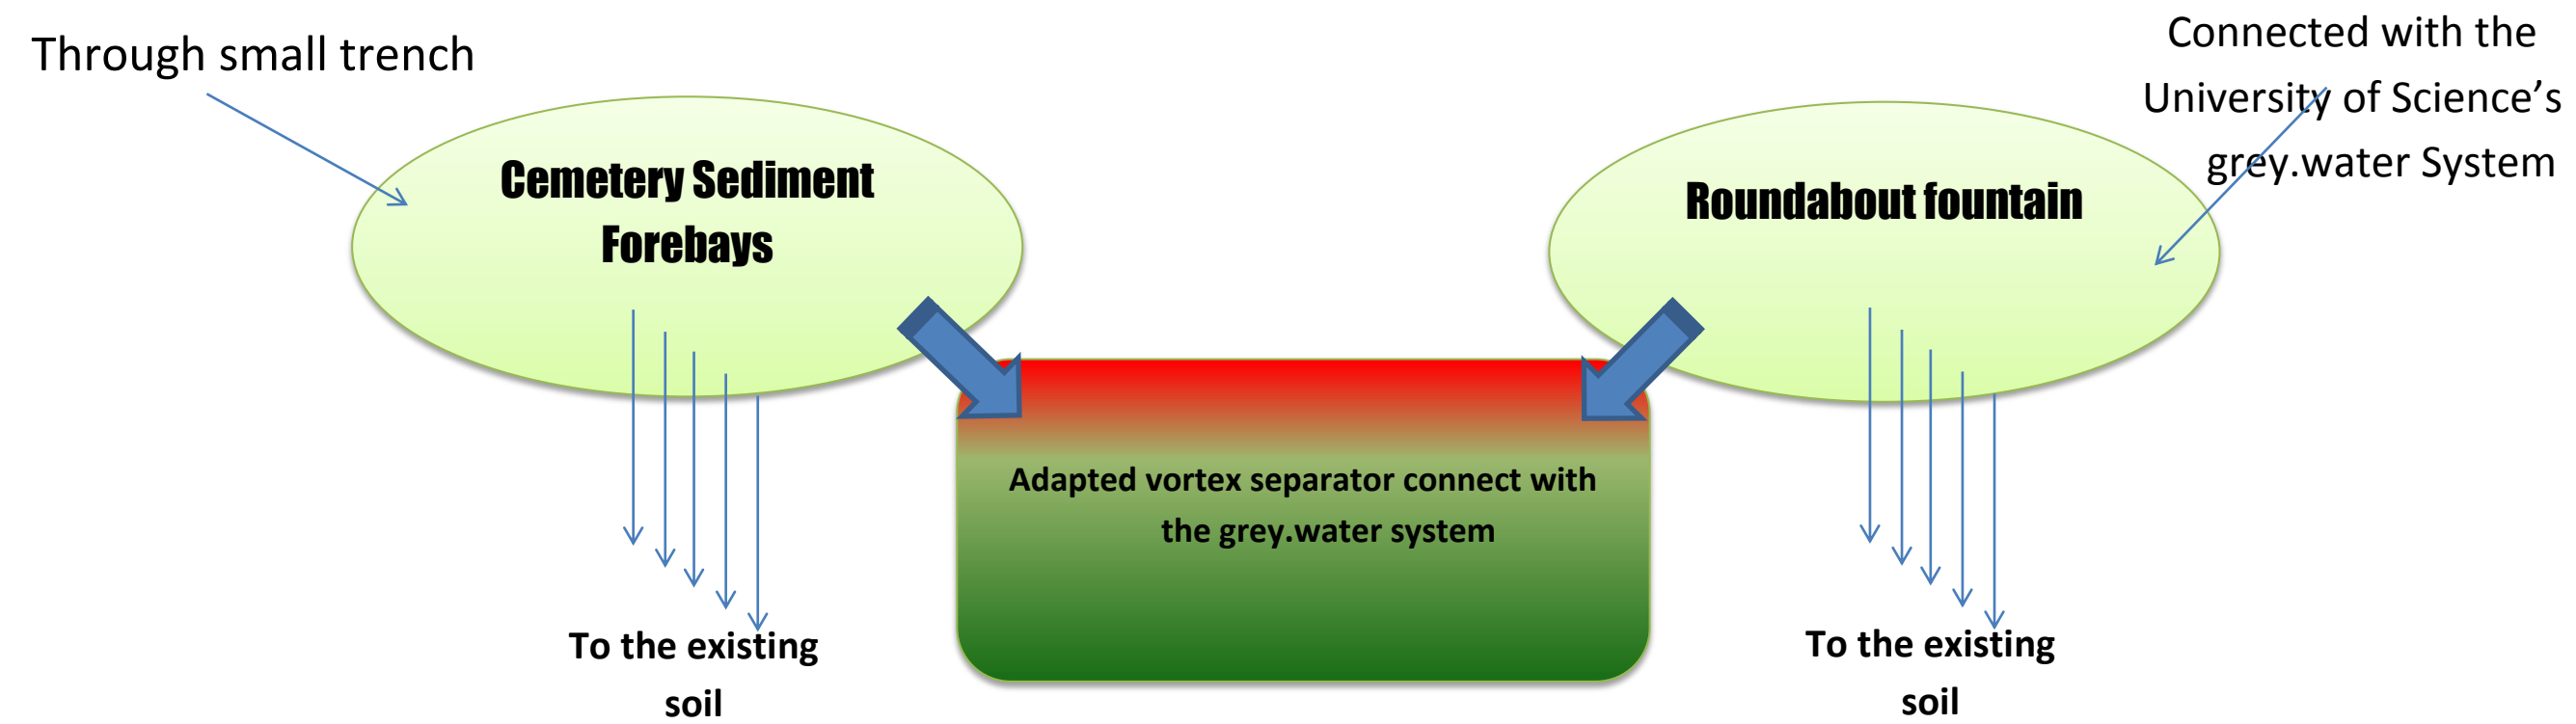 Through small trench
Connected with the
University of Science’s
grey.water System
Cemetery Sediment
Forebays
Roundabout fountain
Adapted vortex separator connect with
the grey.water system
To the existing
soil
To the existing
soil